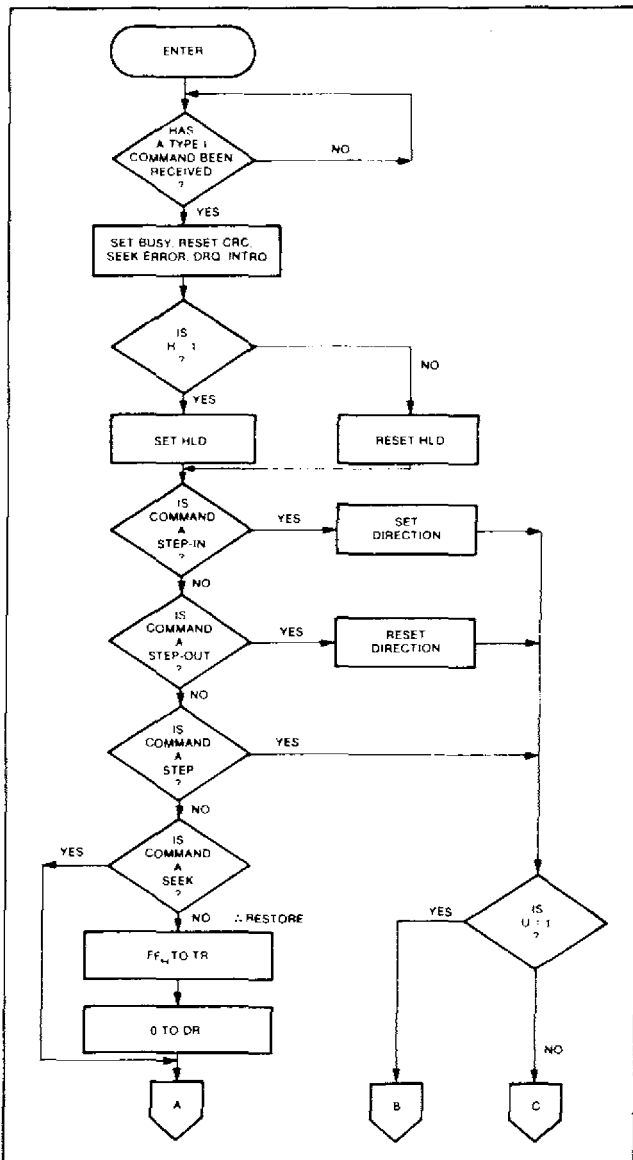 ENTER
HAS
A TYPE I
COMMAND BEEN
RECEIVED
?
NO
YES
SET BUSY, RESET CRC,
SEEK ERROR, DRQ, INTRQ
IS
?
NO
YES
SET HLD
RESET HLD
IS
COMMAND
A
STEP-IN
?
YES
SET
DIRECTION
NO
IS
COMMAND
A
STEP-OUT
?
YES
RESET
DIRECTION
NO
IS
COMMAND
A
STEP
?
YES
NO
IS
COMMAND
A
SEEK
?
YES
NO ∴ RESTORE
IS
U = 1
?
YES
NO
FFH TO TR
0 TO DR
A
B
C